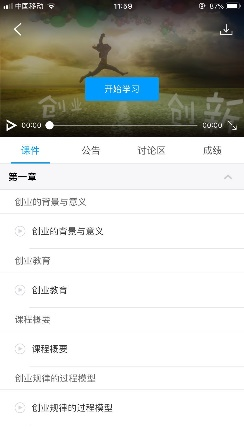 中国移动 11:59 87%
创业 创新
开始学习
00:00 00:00
课件 公告 讨论区 成绩
第一章
创业的背景与意义
创业的背景与意义
创业教育
创业教育
课程概要
课程概要
创业规律的过程模型
创业规律的过程模型